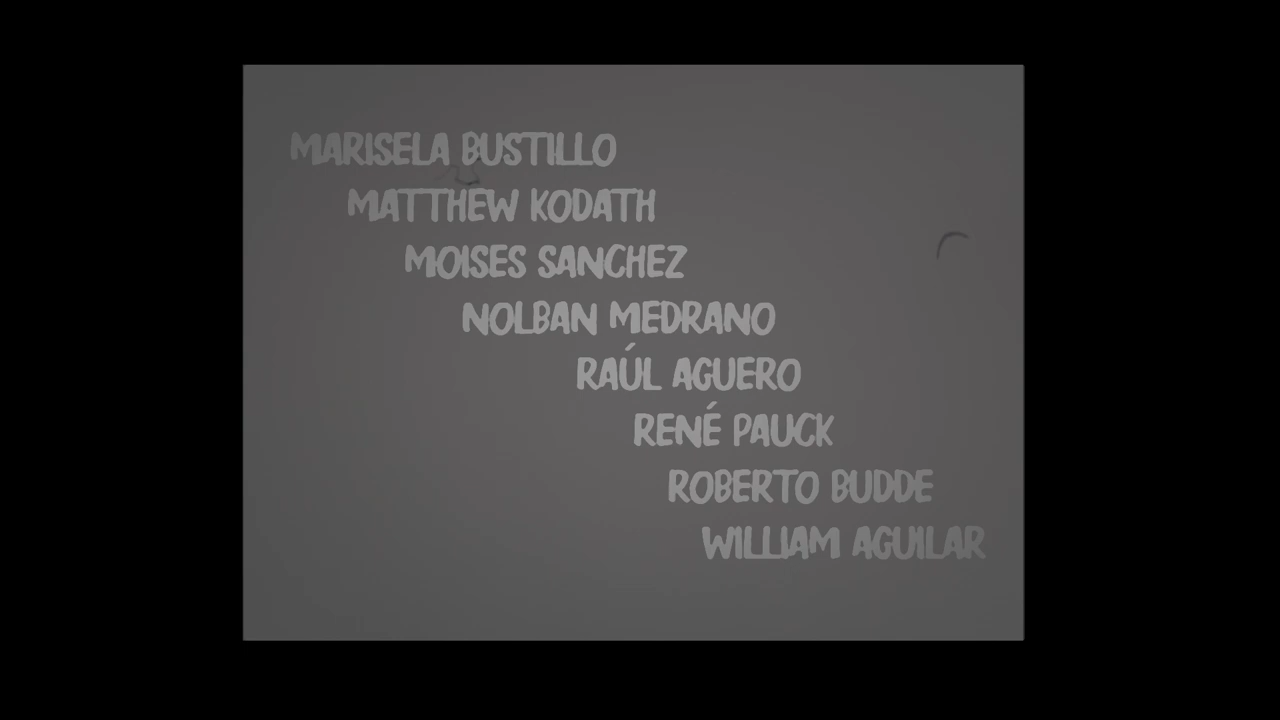 MARISELA BUSTILLO
MATTHEW KODATH
MOISES SANCHEZ
NOLBAN MEDRANO
RAÚL AGUERO
RENÉ PAUCK
ROBERTO BUDDE
WILLIAM AGUILAR